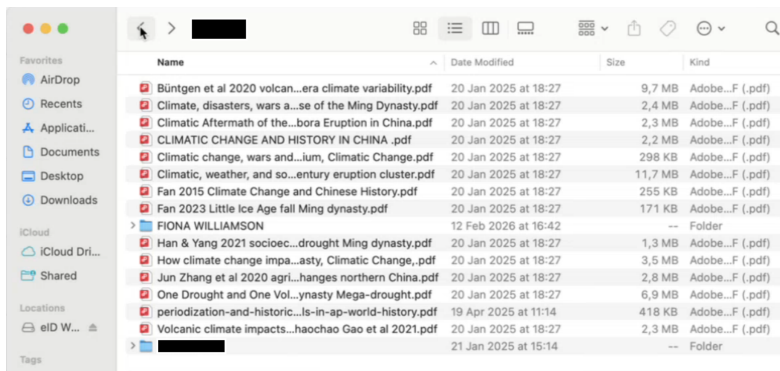 Favorites
AirDrop
Recents
Applicati...
Documents
Desktop
Downloads
iCloud
iCloud Dri...
Shared
Locations
eID W...
Tags
Name Date Modified Size Kind
Büntgen et al 2020 volcan...era climate variability.pdf 20 Jan 2025 at 18:27 9,7 MB Adobe...F (.pdf)
Climate, disasters, wars a...se of the Ming Dynasty.pdf 20 Jan 2025 at 18:27 2,4 MB Adobe...F (.pdf)
Climatic Aftermath of the...bora Eruption in China.pdf 20 Jan 2025 at 18:27 2,3 MB Adobe...F (.pdf)
CLIMATIC CHANGE AND HISTORY IN CHINA .pdf 20 Jan 2025 at 18:27 2,2 MB Adobe...F (.pdf)
Climatic change, wars and...ium, Climatic Change.pdf 20 Jan 2025 at 18:27 298 KB Adobe...F (.pdf)
Climatic, weather, and so...entury eruption cluster.pdf 20 Jan 2025 at 18:27 11,7 MB Adobe...F (.pdf)
Fan 2015 Climate Change and Chinese History.pdf 20 Jan 2025 at 18:27 255 KB Adobe...F (.pdf)
Fan 2023 Little Ice Age fall Ming dynasty.pdf 20 Jan 2025 at 18:27 171 KB Adobe...F (.pdf)
FIONA WILLIAMSON 12 Feb 2026 at 16:42 -- Folder
Han & Yang 2021 socioec...drought Ming dynasty.pdf 20 Jan 2025 at 18:27 1,3 MB Adobe...F (.pdf)
How climate change impa...asty, Climatic Change,.pdf 20 Jan 2025 at 18:27 3,5 MB Adobe...F (.pdf)
Jun Zhang et al 2020 agri...hanges northern China.pdf 20 Jan 2025 at 18:27 2,8 MB Adobe...F (.pdf)
One Drought and One Vol...ynasty Mega-drought.pdf 20 Jan 2025 at 18:27 6,9 MB Adobe...F (.pdf)
periodization-and-historic...ls-in-ap-world-history.pdf 19 Apr 2025 at 11:14 418 KB Adobe...F (.pdf)
Volcanic climate impacts...haochao Gao et al 2021.pdf 20 Jan 2025 at 18:27 2,3 MB Adobe...F (.pdf)
21 Jan 2025 at 15:14 -- Folder